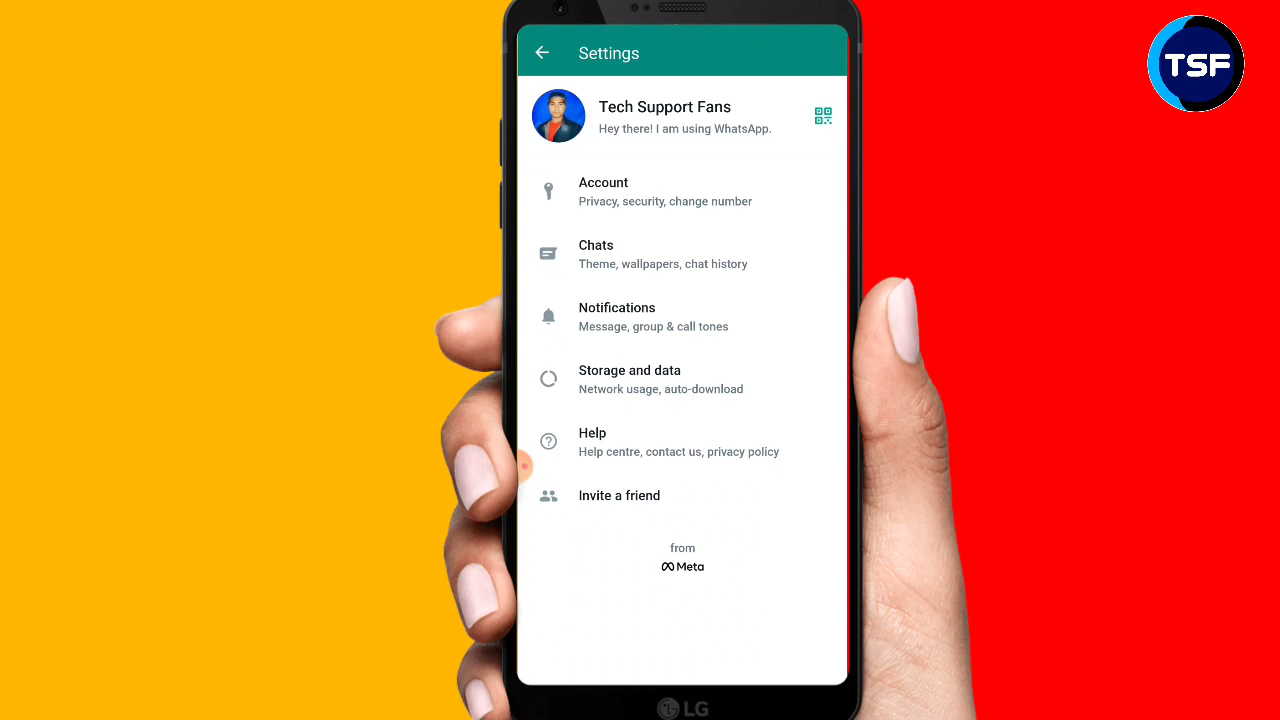 TSF
Settings
Tech Support Fans
Hey there! I am using WhatsApp.
Account
Privacy, security, change number
Chats
Theme, wallpapers, chat history
Notifications
Message, group & call tones
Storage and data
Network usage, auto-download
Help
Help centre, contact us, privacy policy
Invite a friend
from
Meta
LG